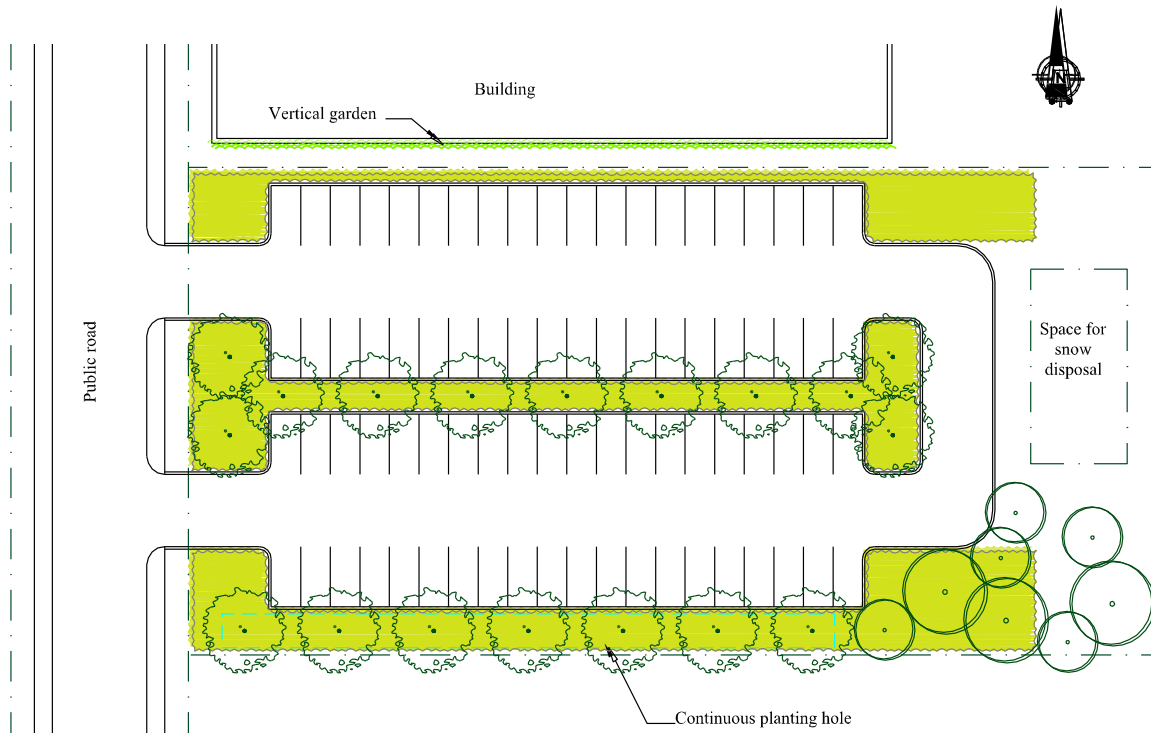 Building
Vertical garden
N
Public road
Space for
snow
disposal
Continuous planting hole